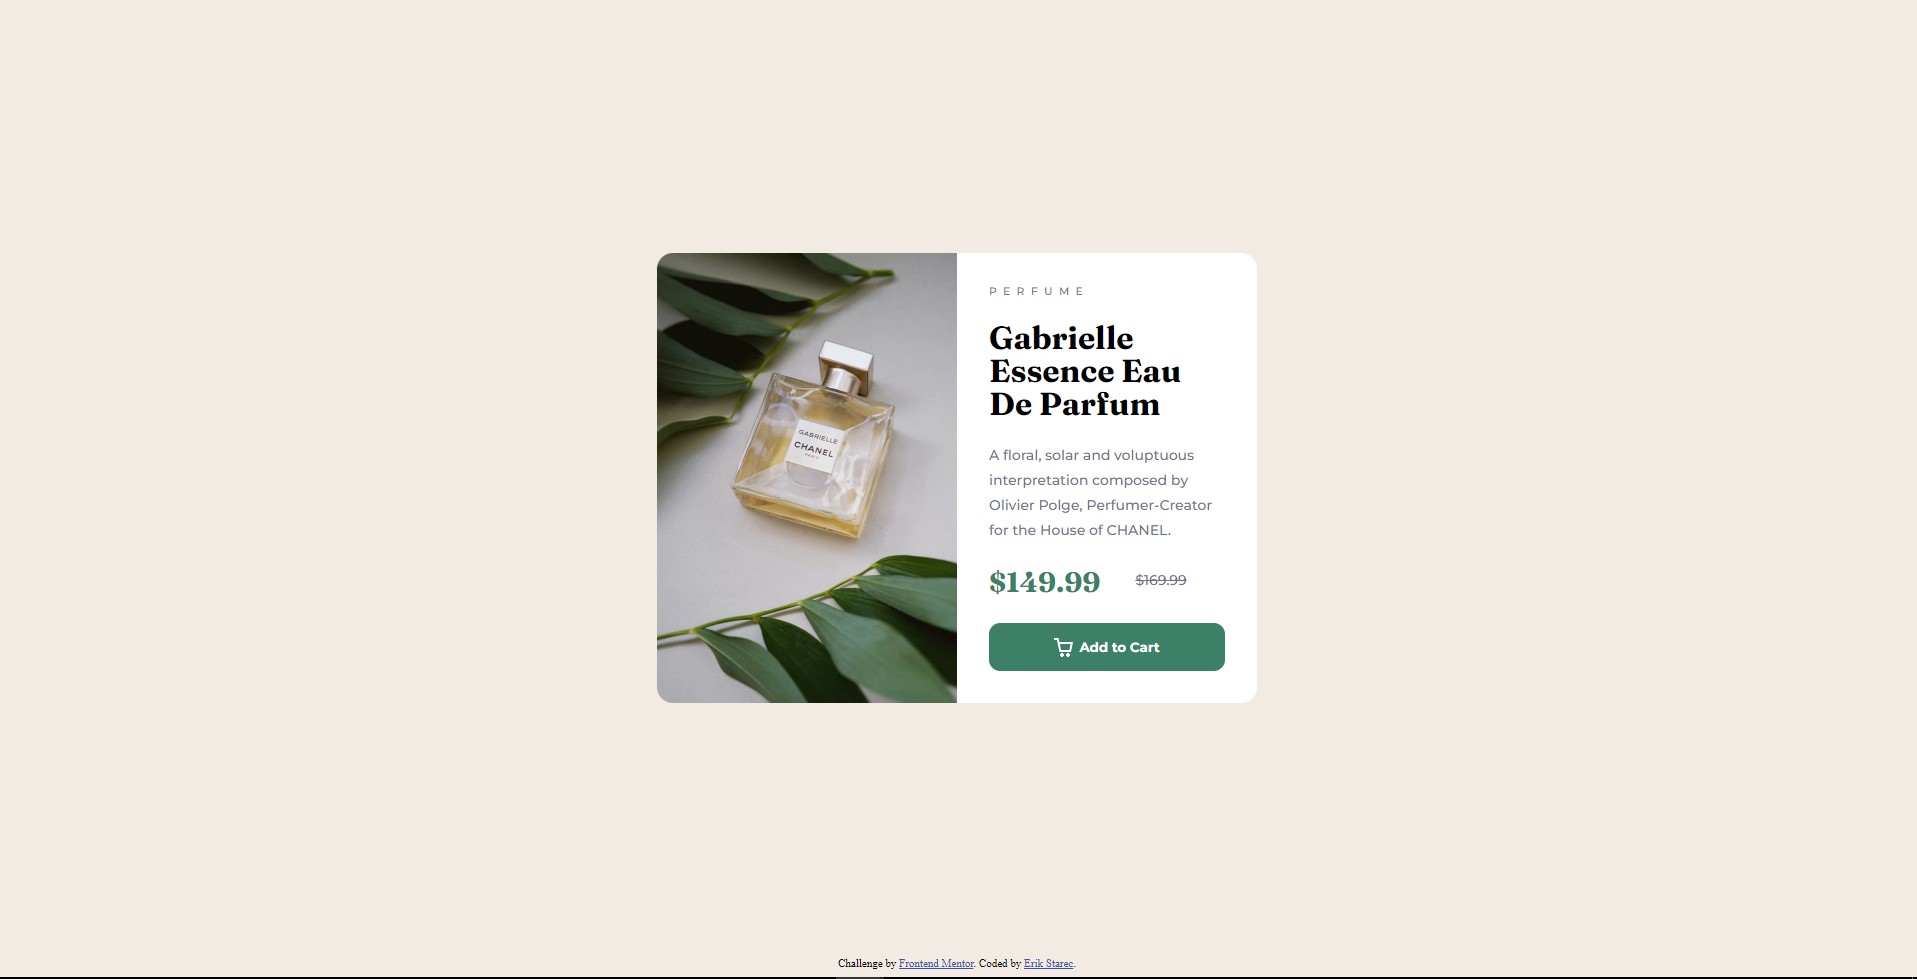 PERFUME
Gabrielle
Essence Eau
De Parfum
A floral, solar and voluptuous
interpretation composed by
Olivier Polge, Perfumer-Creator
for the House of CHANEL.
$149.99 $169.99
Add to Cart
GABRIELLE
CHANEL
PARIS
Challenge by Frontend Mentor. Coded by Erik Starec.